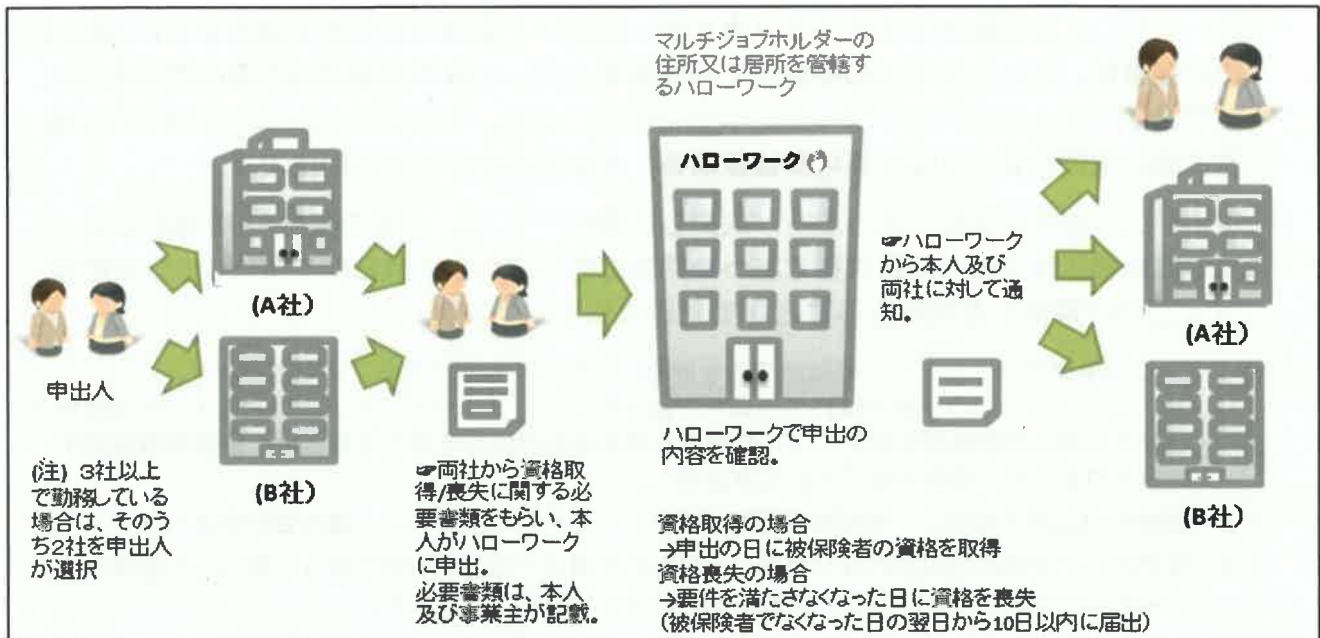 マルチジョブホルダーの
住所又は居所を管轄す
るハローワーク
ハローワーク
(A社)
(B社)
申出人
(注) 3社以上
で勤務している
場合は、そのう
ち2社を申出人
が選択
☞両社から資格取
得/喪失に関する必
要書類をもらい、本
人がハローワーク
に申出。
必要書類は、本人
及び事業主が記載。
ハローワークで申出の
内容を確認。
資格取得の場合
→申出の日に被保険者の資格を取得
資格喪失の場合
→要件を満たさなくなった日に資格を喪失
(被保険者でなくなった日の翌日から10日以内に届出)
☞ハローワーク
から本人及び
両社に対して通
知。
(A社)
(B社)